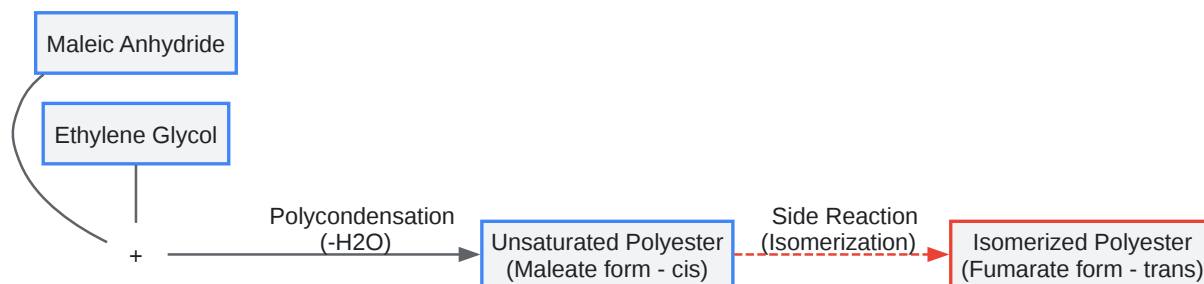 Maleic Anhydride
Ethylene Glycol
Polycondensation
(-H2O)
+
Unsaturated Polyester
(Maleate form - cis)
Side Reaction
(Isomerization)
Isomerized Polyester
(Fumarate form - trans)